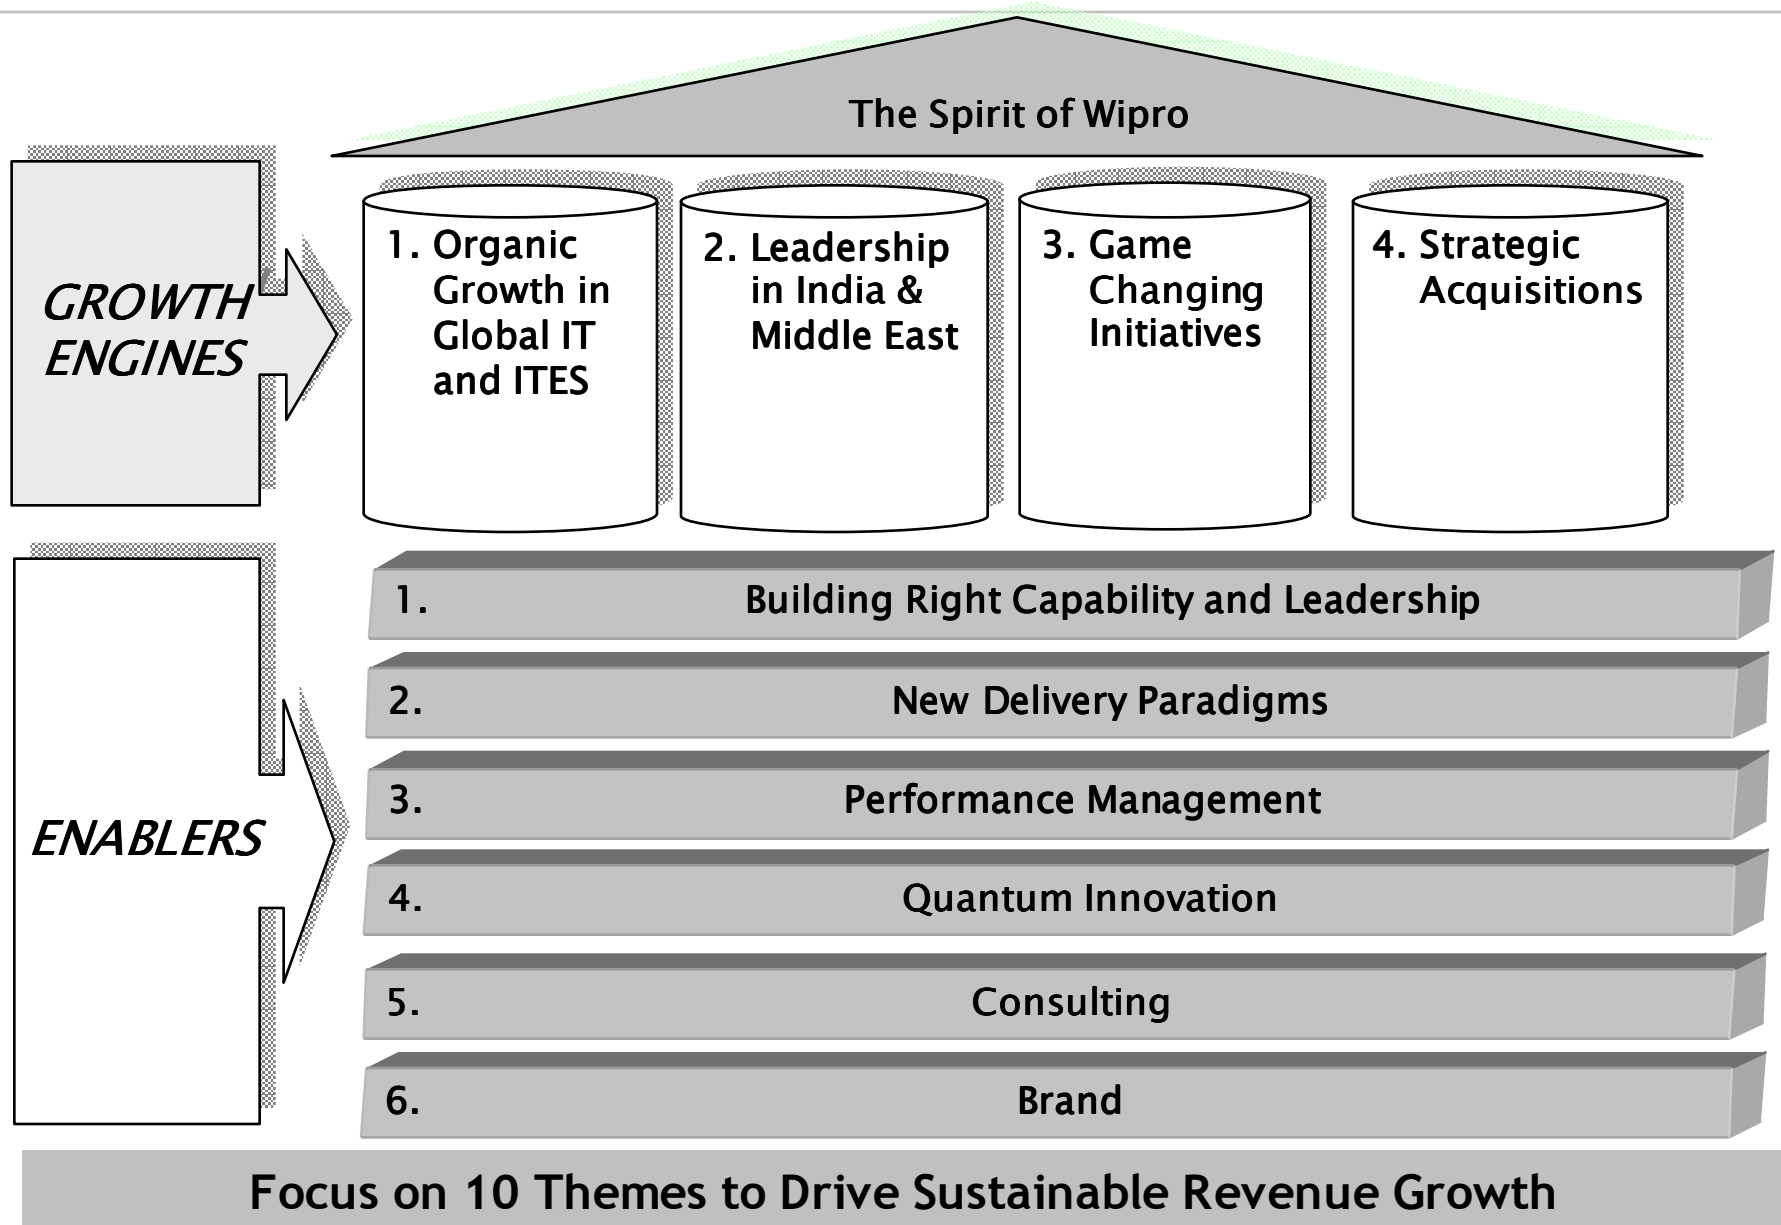 The Spirit of Wipro
GROWTH
ENGINES
1. Organic
Growth in
Global IT
and ITES
2. Leadership
in India &
Middle East
3. Game
Changing
Initiatives
4. Strategic
Acquisitions
ENABLERS
1. Building Right Capability and Leadership
2. New Delivery Paradigms
3. Performance Management
4. Quantum Innovation
5. Consulting
6. Brand
Focus on 10 Themes to Drive Sustainable Revenue Growth